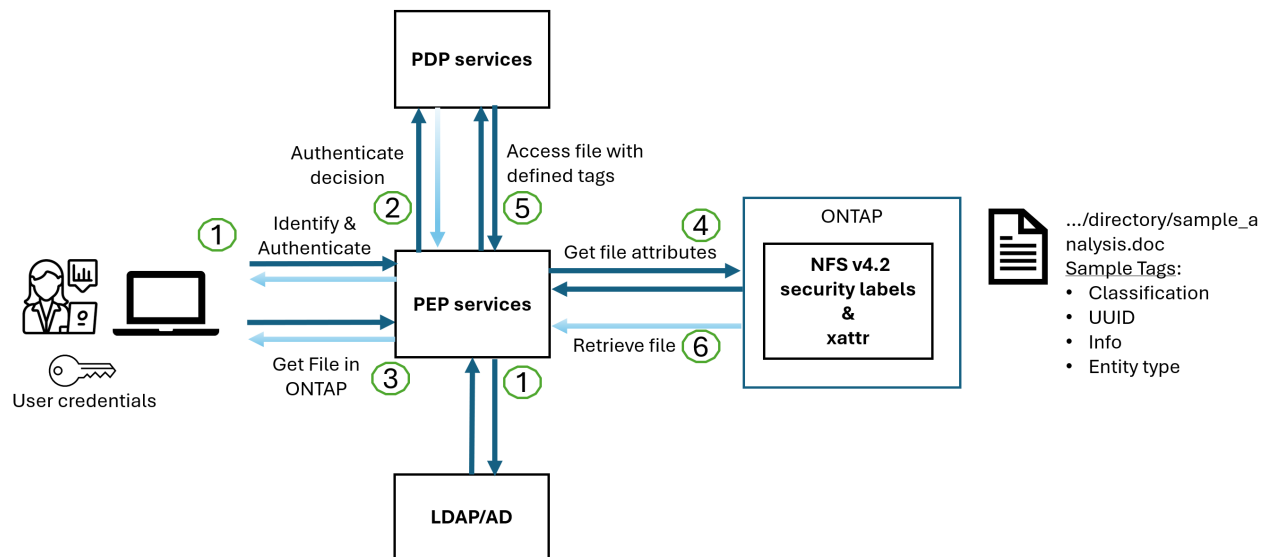 PDP services
Authenticate
decision
2
Access file with
defined tags
5
1
Identify &
Authenticate
PEP services
4
Get file attributes
ONTAP
NFS v4.2
security labels
&
xattr
.../directory/sample_a
nalysis.doc
Sample Tags:
• Classification
• UUID
• Info
• Entity type
Retrieve file
6
Get File in
ONTAP
3
1
User credentials
LDAP/AD